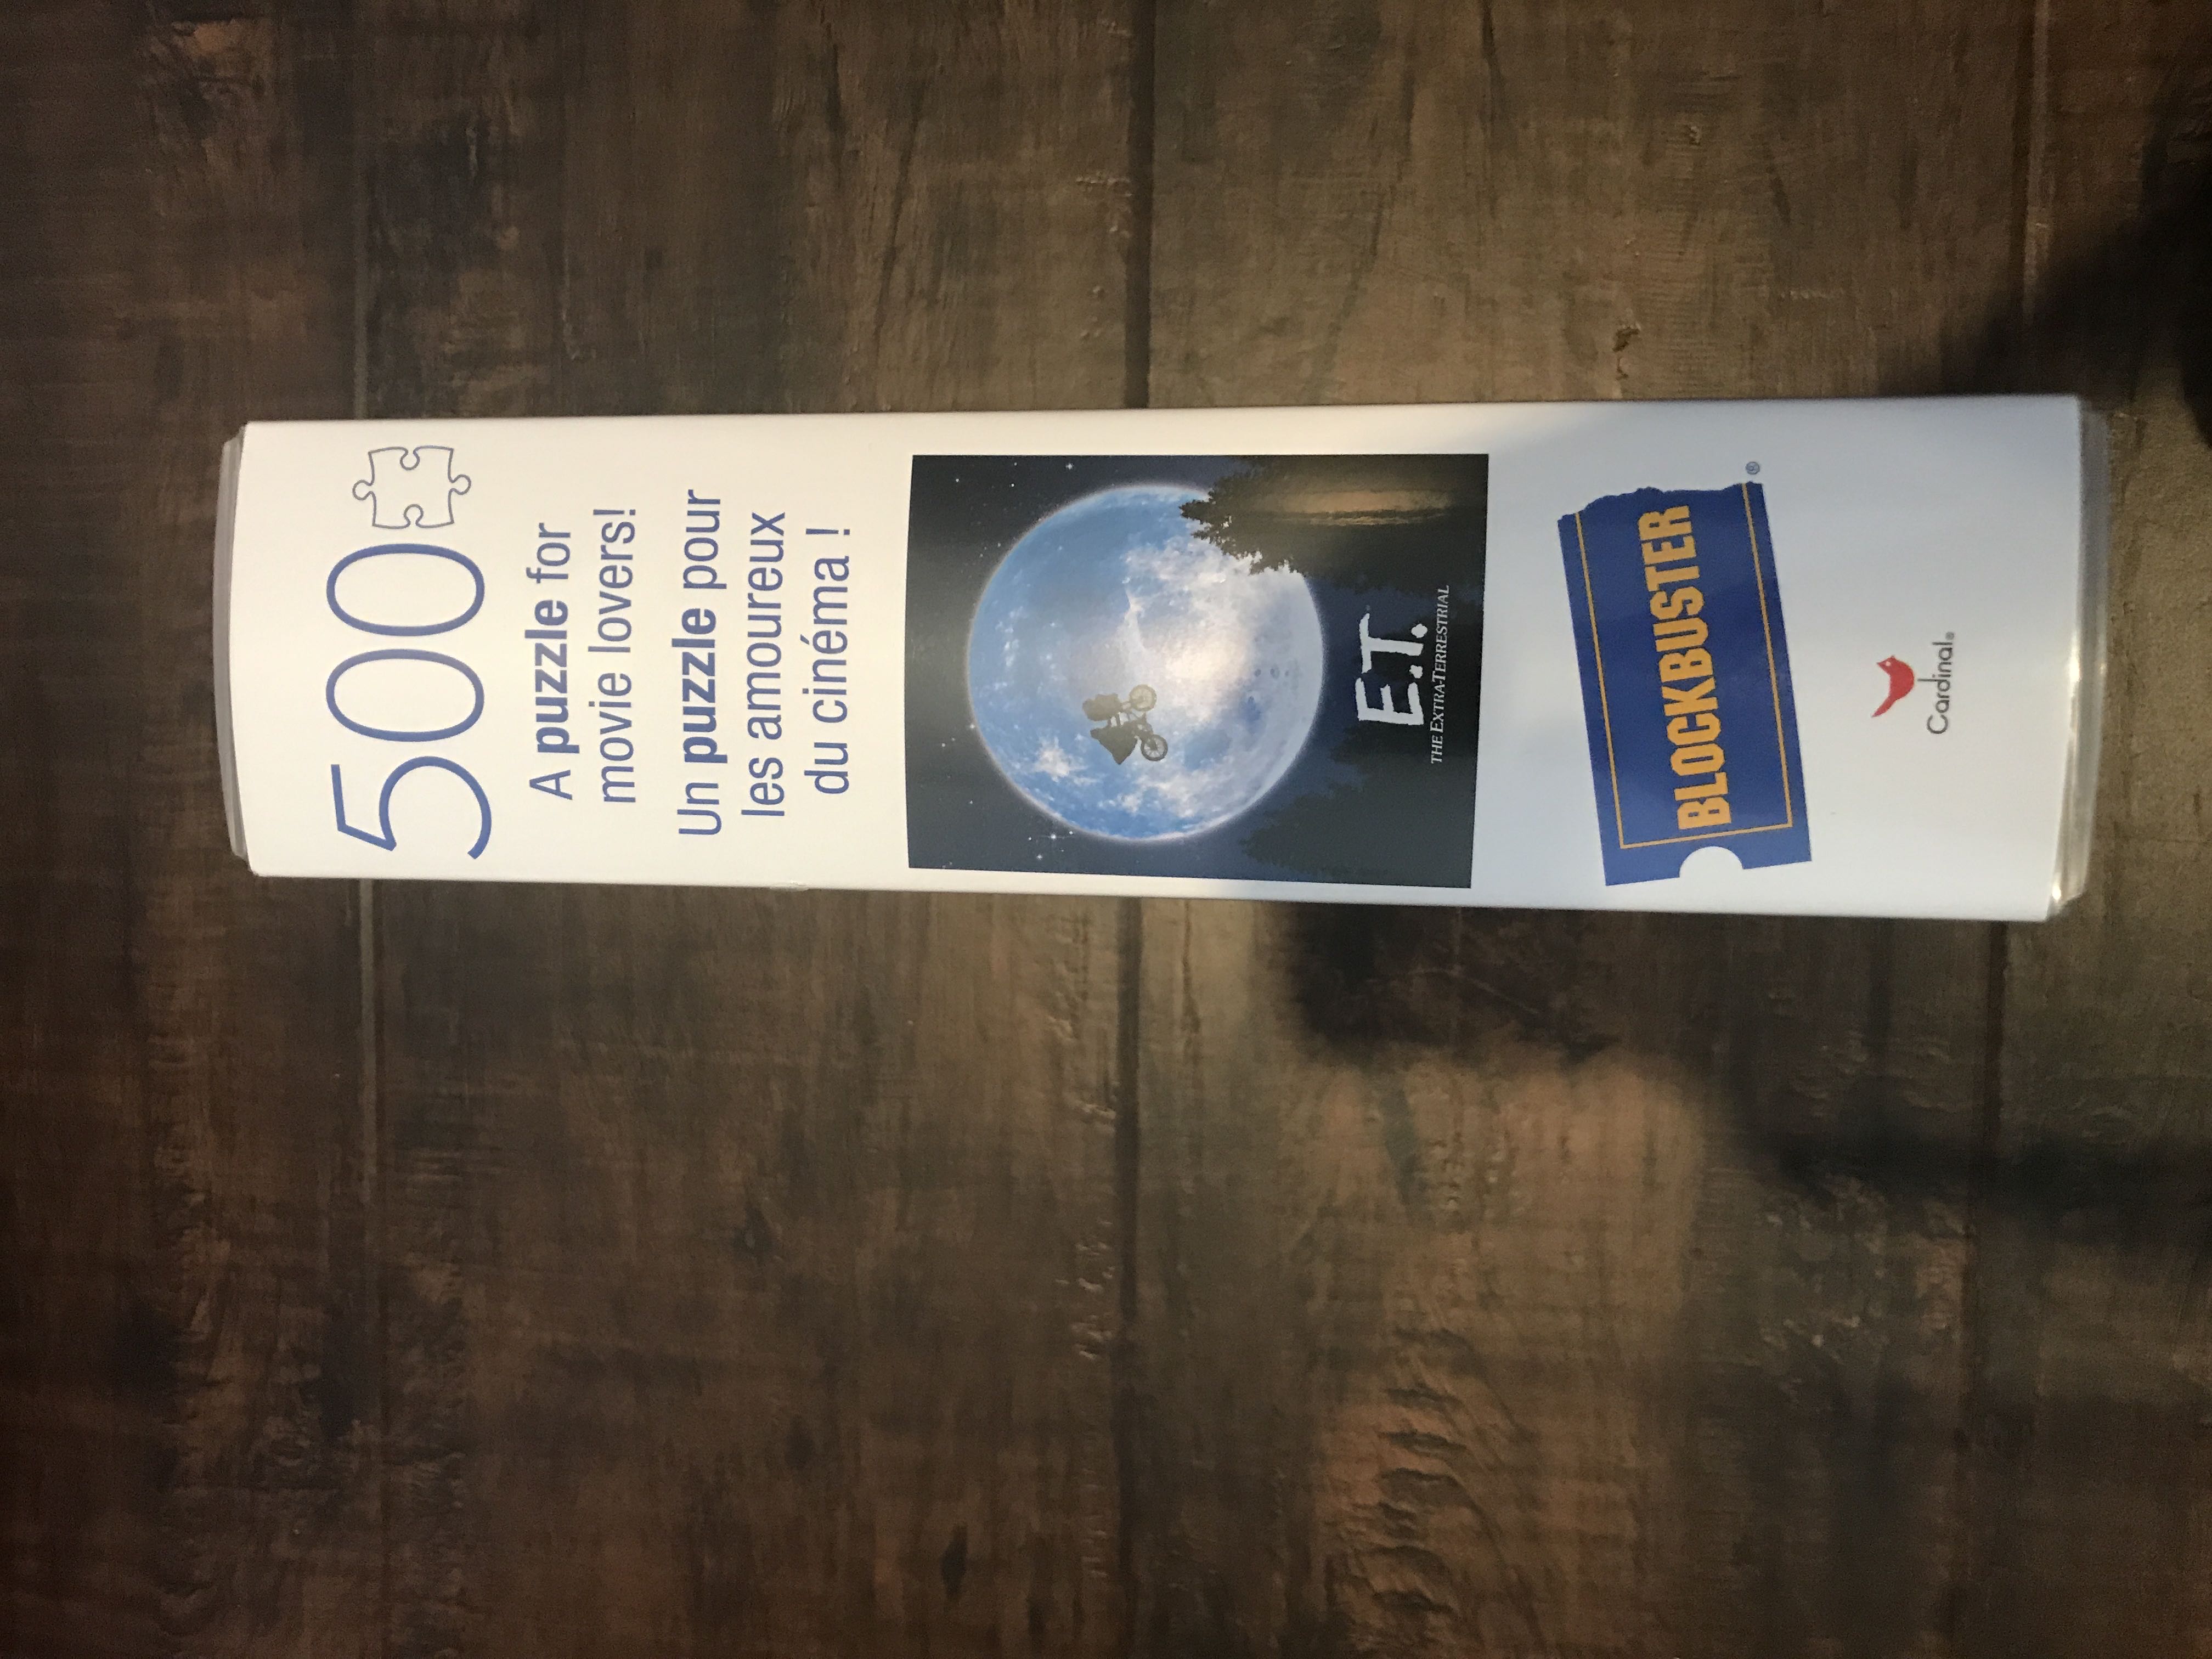 500
A puzzle for
movie lovers!
Un puzzle pour
les amoureux
du cinéma !
E.T.
THE EXTRA-TERRESTRIAL
BLOCKBUSTER®
Cardinal®